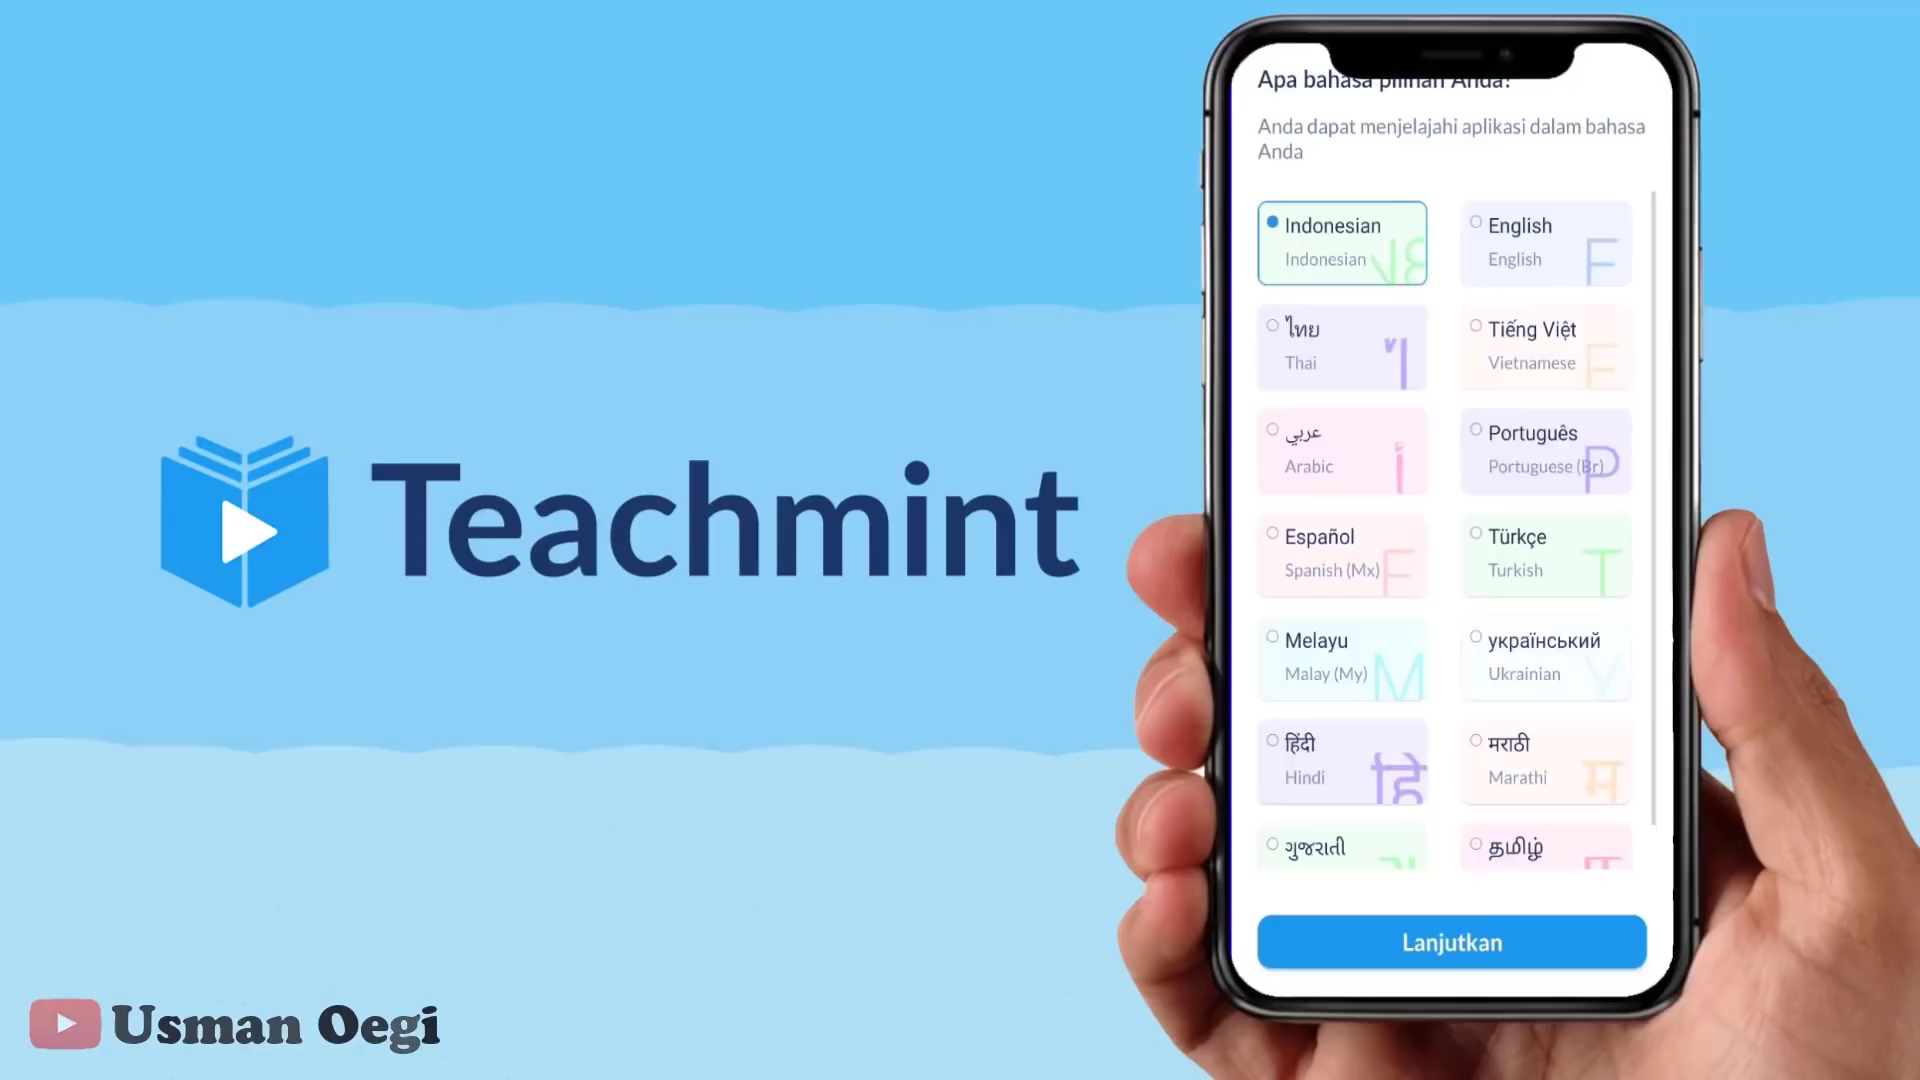 Teachmint
Usman Oegi
Apa bahasa pilihan Anda?
Anda dapat menjelajahi aplikasi dalam bahasa
Anda
Indonesian
Indonesian
English
English
ไทย
Thai
Tiếng Việt
Vietnamese
عربي
Arabic
Português
Portuguese (Br)
Español
Spanish (Mx)
Türkçe
Turkish
Melayu
Malay (My)
український
Ukrainian
हिंदी
Hindi
मराठी
Marathi
ગુજરાતી
தமிழ்
Lanjutkan